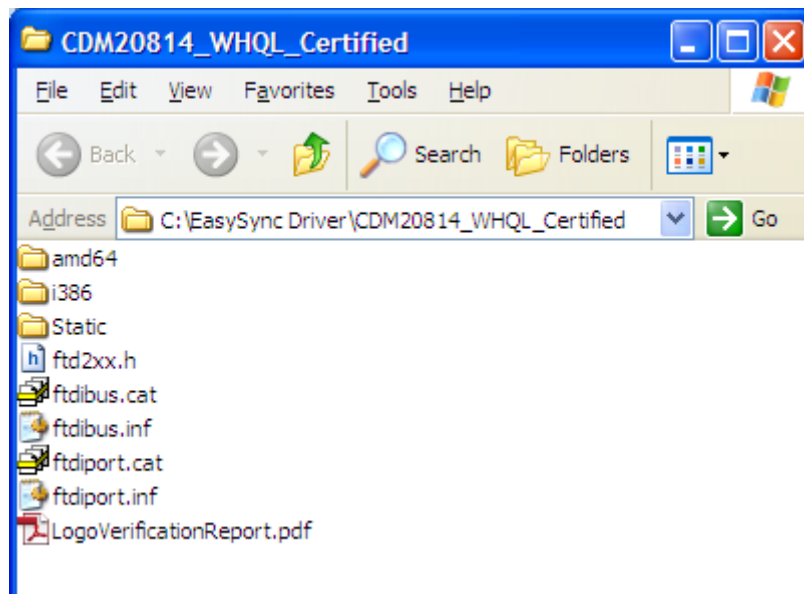 CDM20814_WHQL_Certified
File Edit View Favorites Tools Help
Back Search Folders
Address C:\EasySync Driver\CDM20814_WHQL_Certified Go
amd64
i386
Static
h ftd2xx.h
ftdibus.cat
ftdibus.inf
ftdiport.cat
ftdiport.inf
LogoVerificationReport.pdf